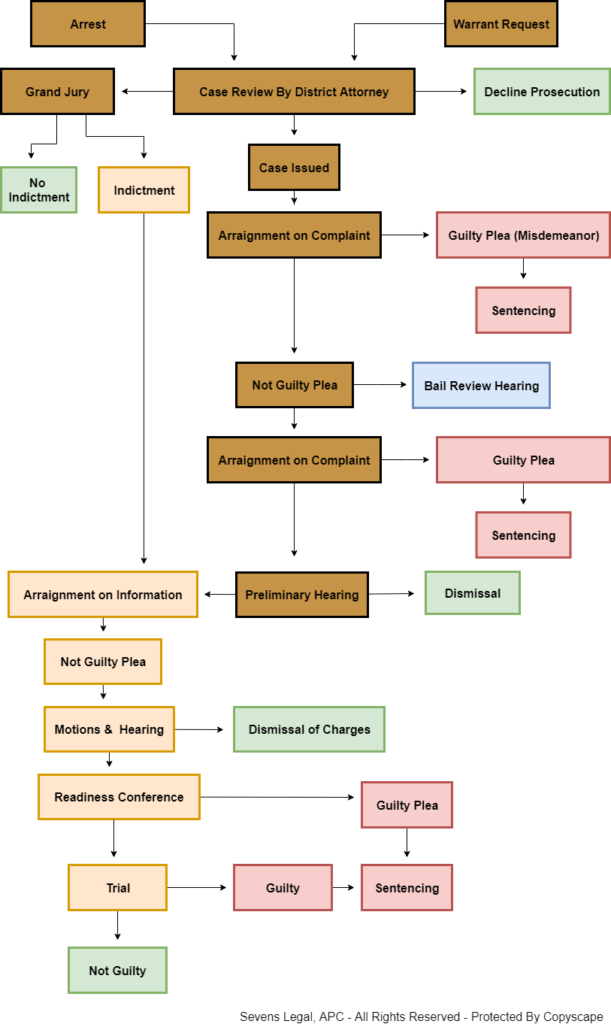 Arrest
Warrant Request
Grand Jury
Case Review By District Attorney
Decline Prosecution
No
Indictment
Indictment
Case Issued
Arraignment on Complaint
Guilty Plea (Misdemeanor)
Sentencing
Not Guilty Plea
Bail Review Hearing
Arraignment on Complaint
Guilty Plea
Sentencing
Arraignment on Information
Preliminary Hearing
Dismissal
Not Guilty Plea
Motions & Hearing
Dismissal of Charges
Readiness Conference
Guilty Plea
Trial
Guilty
Sentencing
Not Guilty
Sevens Legal, APC - All Rights Reserved - Protected By Copyscape